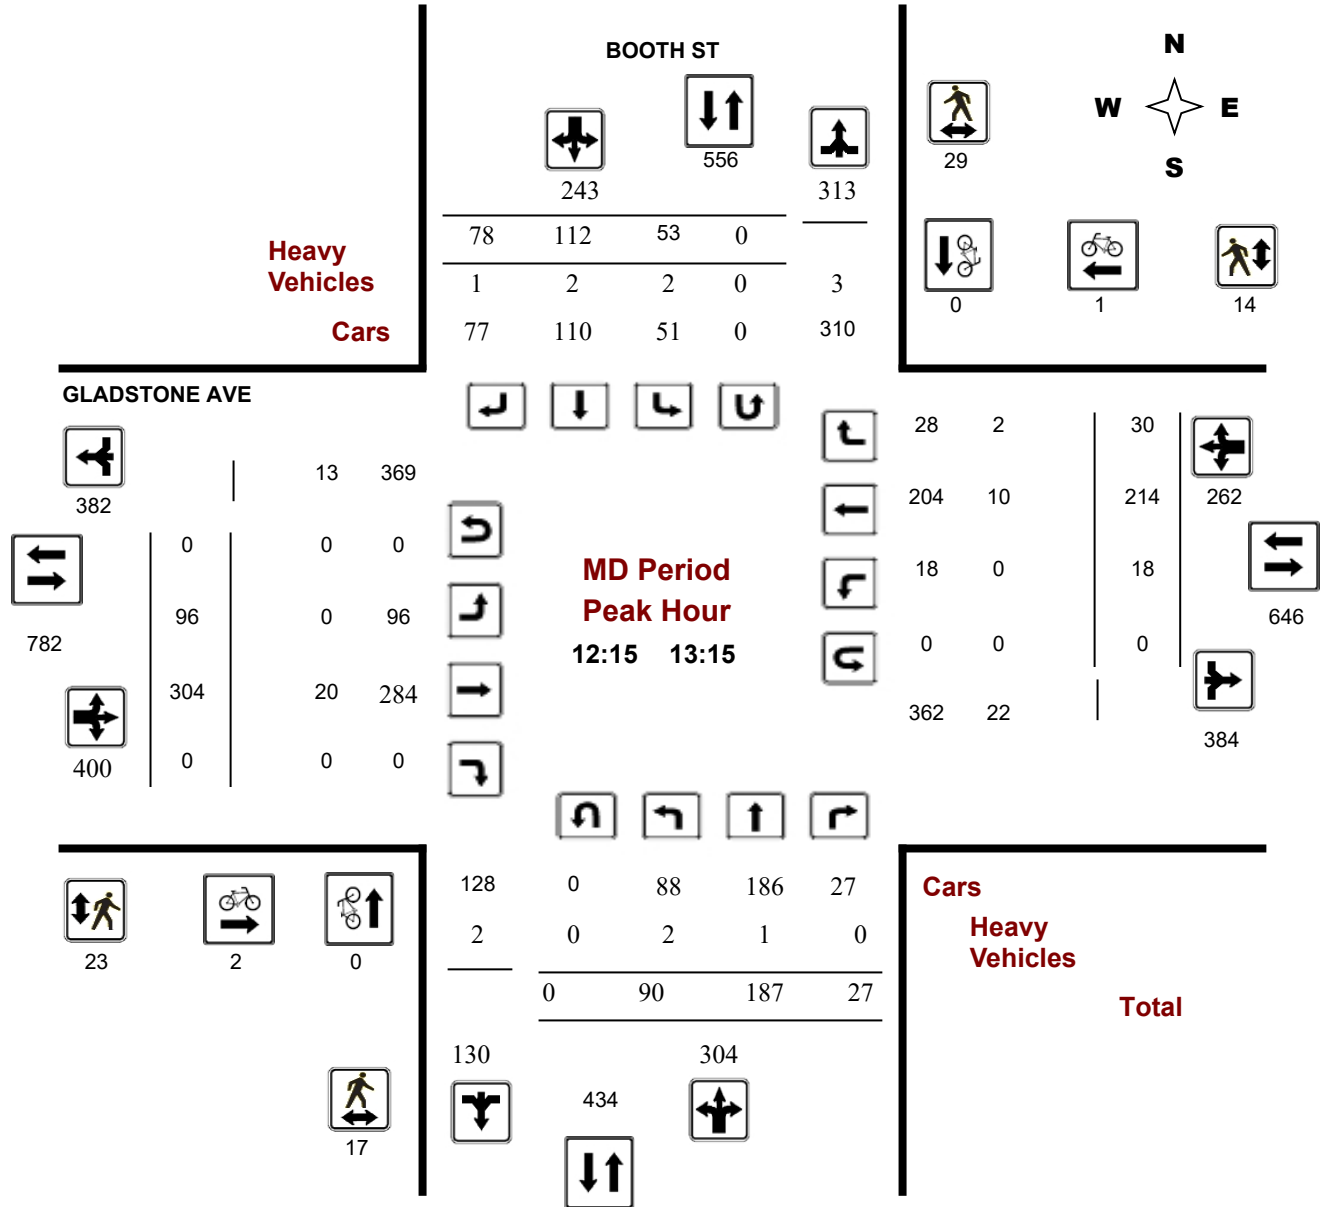 BOOTH ST
N
W E
S
556
29
243
313
78 112 53 0
Heavy
Vehicles
1 2 2 0 3
0 1 14
Cars
77 110 51 0 310
GLADSTONE AVE
28 2 30
13 369
382
204 10 214 262
0 0 0
MD Period
18 0 18
96 0 96
Peak Hour
646
782
12:15 13:15
0 0 0
304 20 284
362 22
384
400
0 0 0
128 0 88 186 27
Cars
2 0 2 1 0
Heavy
Vehicles
23 2 0
0 90 187 27
Total
130 304
434
17